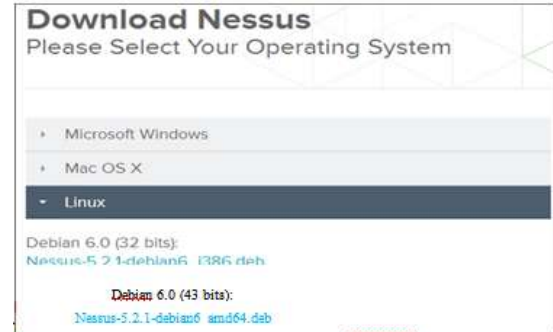 Download Nessus
Please Select Your Operating System
Microsoft Windows
Mac OS X
Linux
Debian 6.0 (32 bits):
Nessus-5.2.1-debian6_i386.deb
Debian 6.0 (43 bits):
Nessus-5.2.1-debian6_amd64.deb